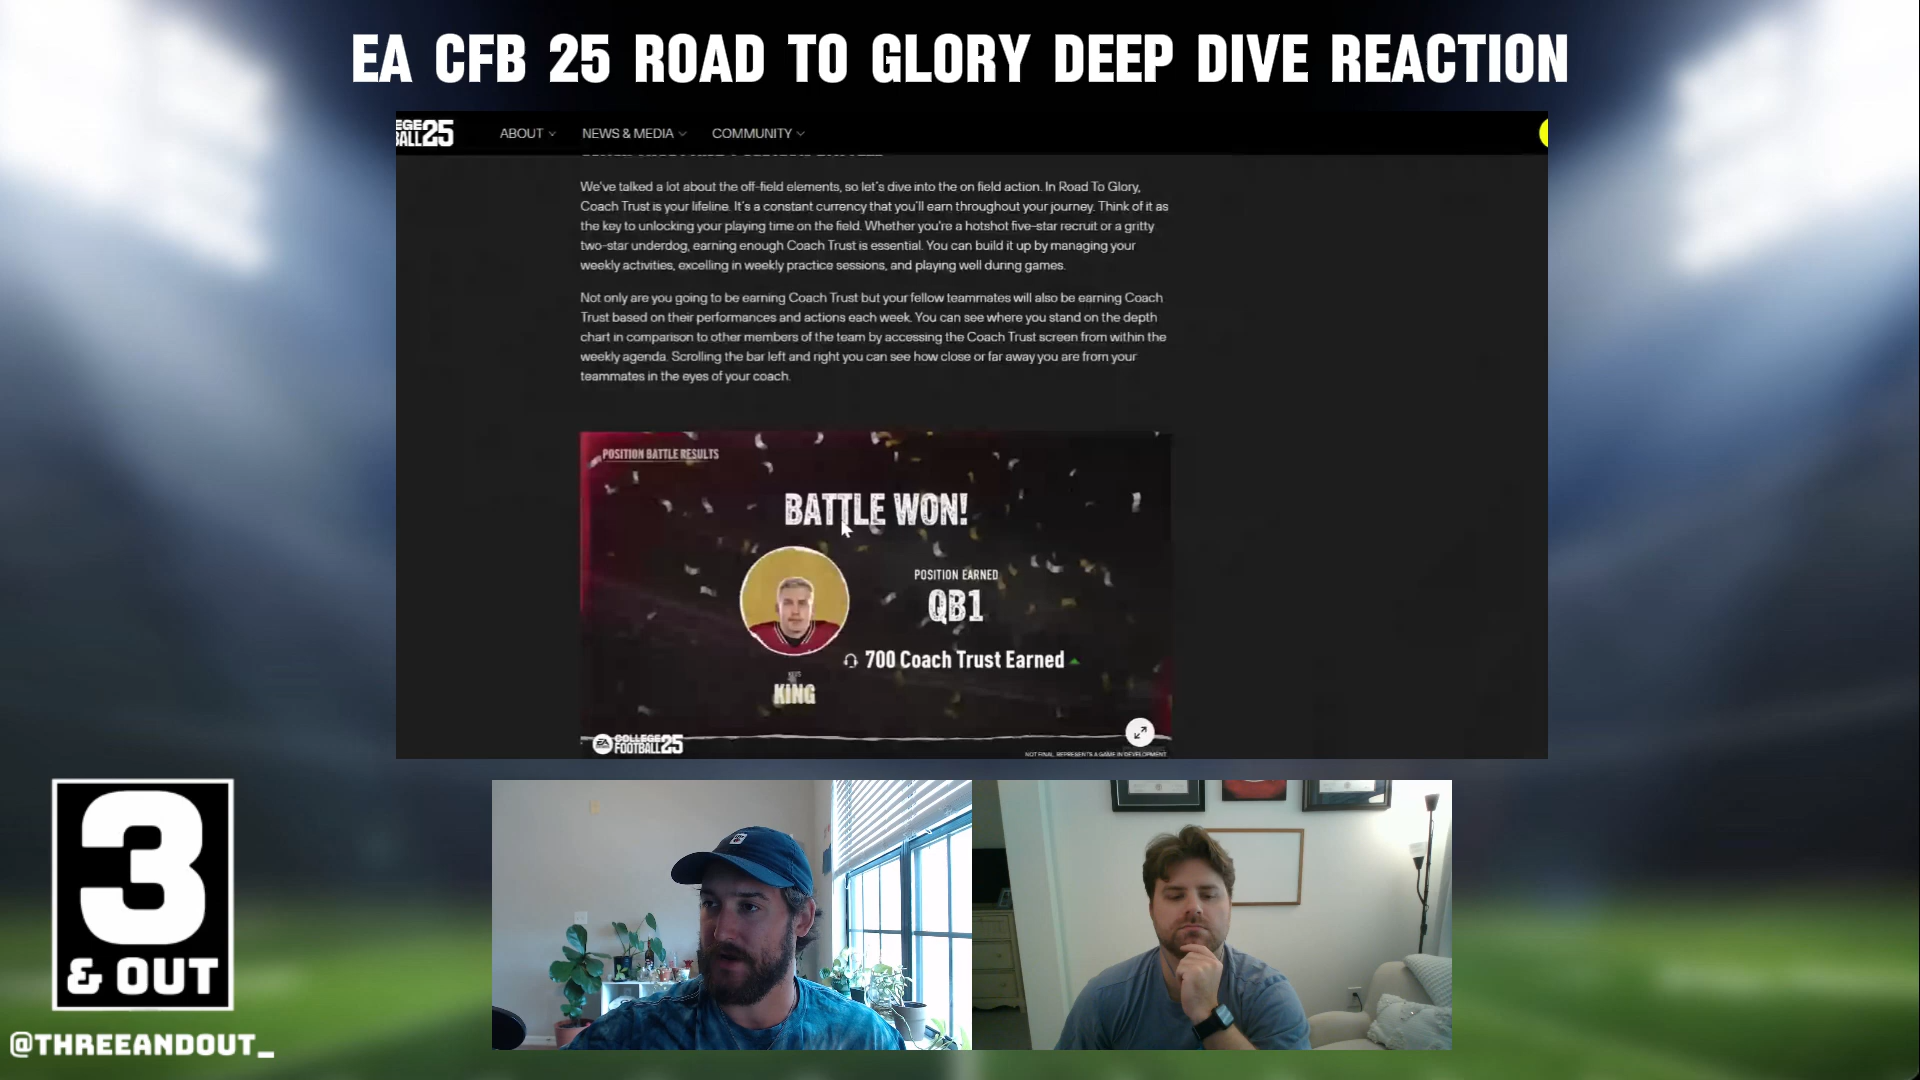 EA CFB 25 ROAD TO GLORY DEEP DIVE REACTION
EGE
BALL 25
ABOUT
NEWS & MEDIA
COMMUNITY
We've talked a lot about the off-field elements, so let's dive into the on field action. In Road To Glory,
Coach Trust is your lifeline. It's a constant currency that you'll earn throughout your journey. Think of it as
the key to unlocking your playing time on the field. Whether you're a hotshot five-star recruit or a gritty
two-star underdog, earning enough Coach Trust is essential. You can build it up by managing your
weekly activities, excelling in weekly practice sessions, and playing well during games.
Not only are you going to be earning Coach Trust but your fellow teammates will also be earning Coach
Trust based on their performances and actions each week. You can see where you stand on the depth
chart in comparison to other members of the team by accessing the Coach Trust screen from within the
weekly agenda. Scrolling the bar left and right you can see how close or far away you are from your
teammates in the eyes of your coach.
POSITION BATTLE RESULTS
BATTLE WON!
POSITION EARNED
QB1
700 Coach Trust Earned
KING
EA COLLEGE
FOOTBALL 25
NOT FINAL. REPRESENTS A GAME IN DEVELOPMENT
3
& OUT
@THREEANDOUT_